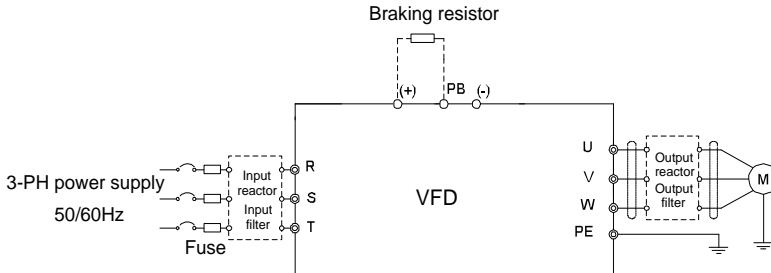 Braking resistor
(+)
PB
(-)
3-PH power supply
50/60Hz
Fuse
Input
reactor
Input
filter
R
S
T
VFD
U
V
W
PE
Output
reactor
Output
filter
M